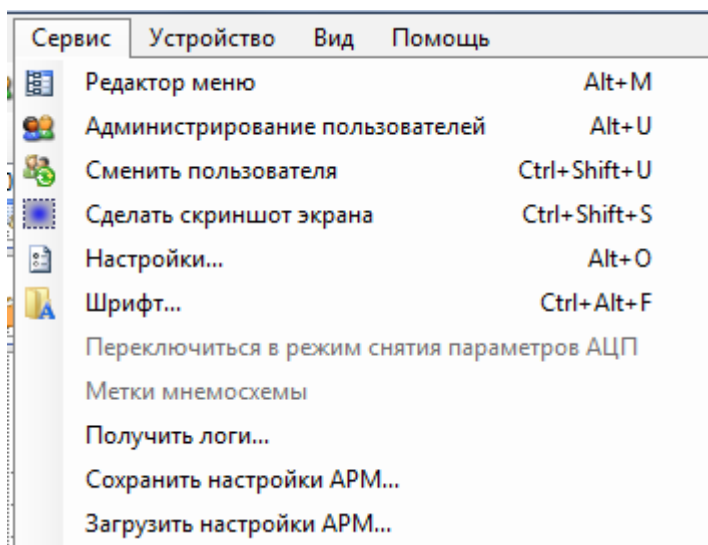 Сервис Устройство Вид Помощь
Редактор меню Alt+M
Администрирование пользователей Alt+U
Сменить пользователя Ctrl+Shift+U
Сделать скриншот экрана Ctrl+Shift+S
Настройки... Alt+O
Шрифт... Ctrl+Alt+F
Переключиться в режим снятия параметров АЦП
Метки мнемосхемы
Получить логи...
Сохранить настройки АРМ...
Загрузить настройки АРМ...